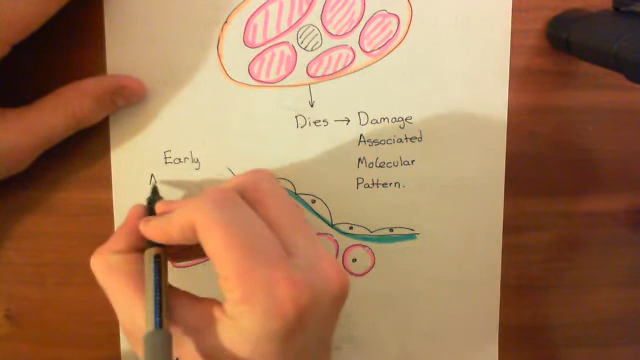 Dies → Damage
Associated
Molecular
Pattern.
Early